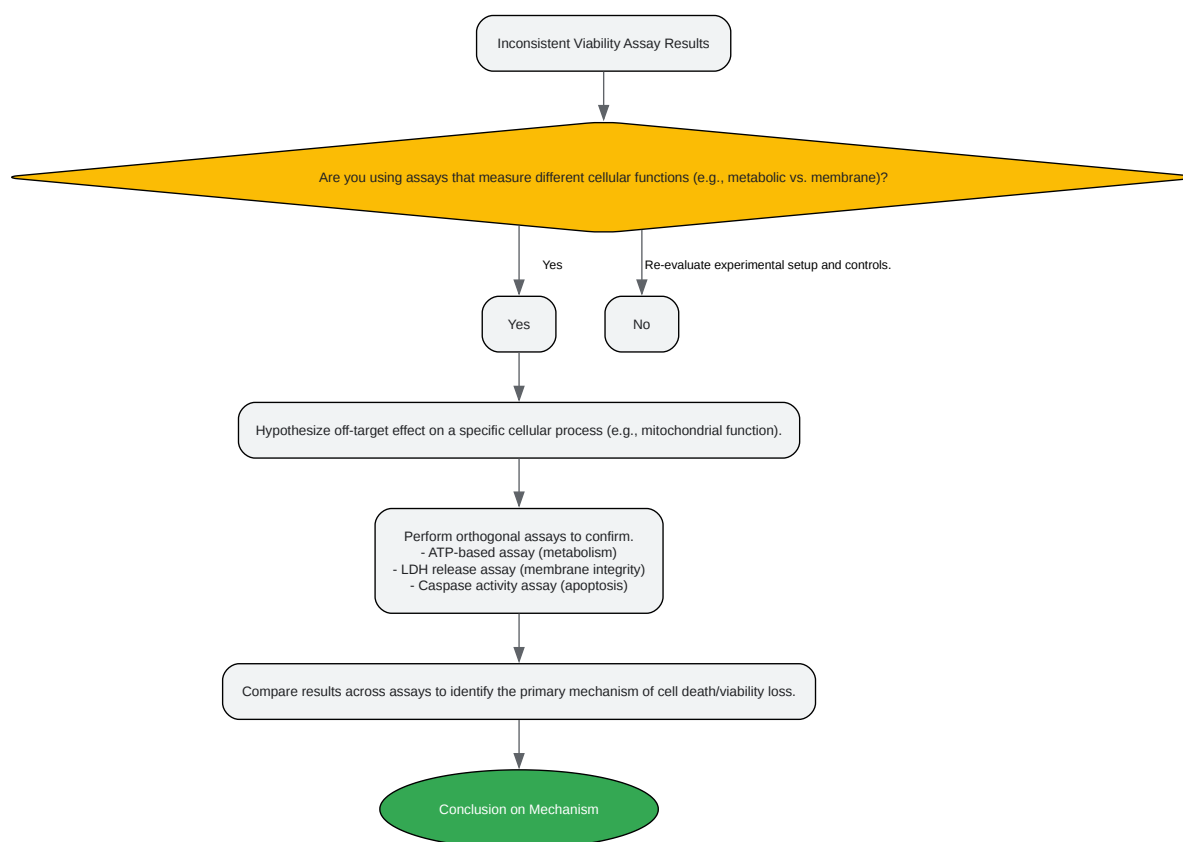 Inconsistent Viability Assay Results
Are you using assays that measure different cellular functions (e.g., metabolic vs. membrane)?
Yes
Re-evaluate experimental setup and controls.
Yes
No
Hypothesize off-target effect on a specific cellular process (e.g., mitochondrial function).
Perform orthogonal assays to confirm.
- ATP-based assay (metabolism)
- LDH release assay (membrane integrity)
- Caspase activity assay (apoptosis)
Compare results across assays to identify the primary mechanism of cell death/viability loss.
Conclusion on Mechanism